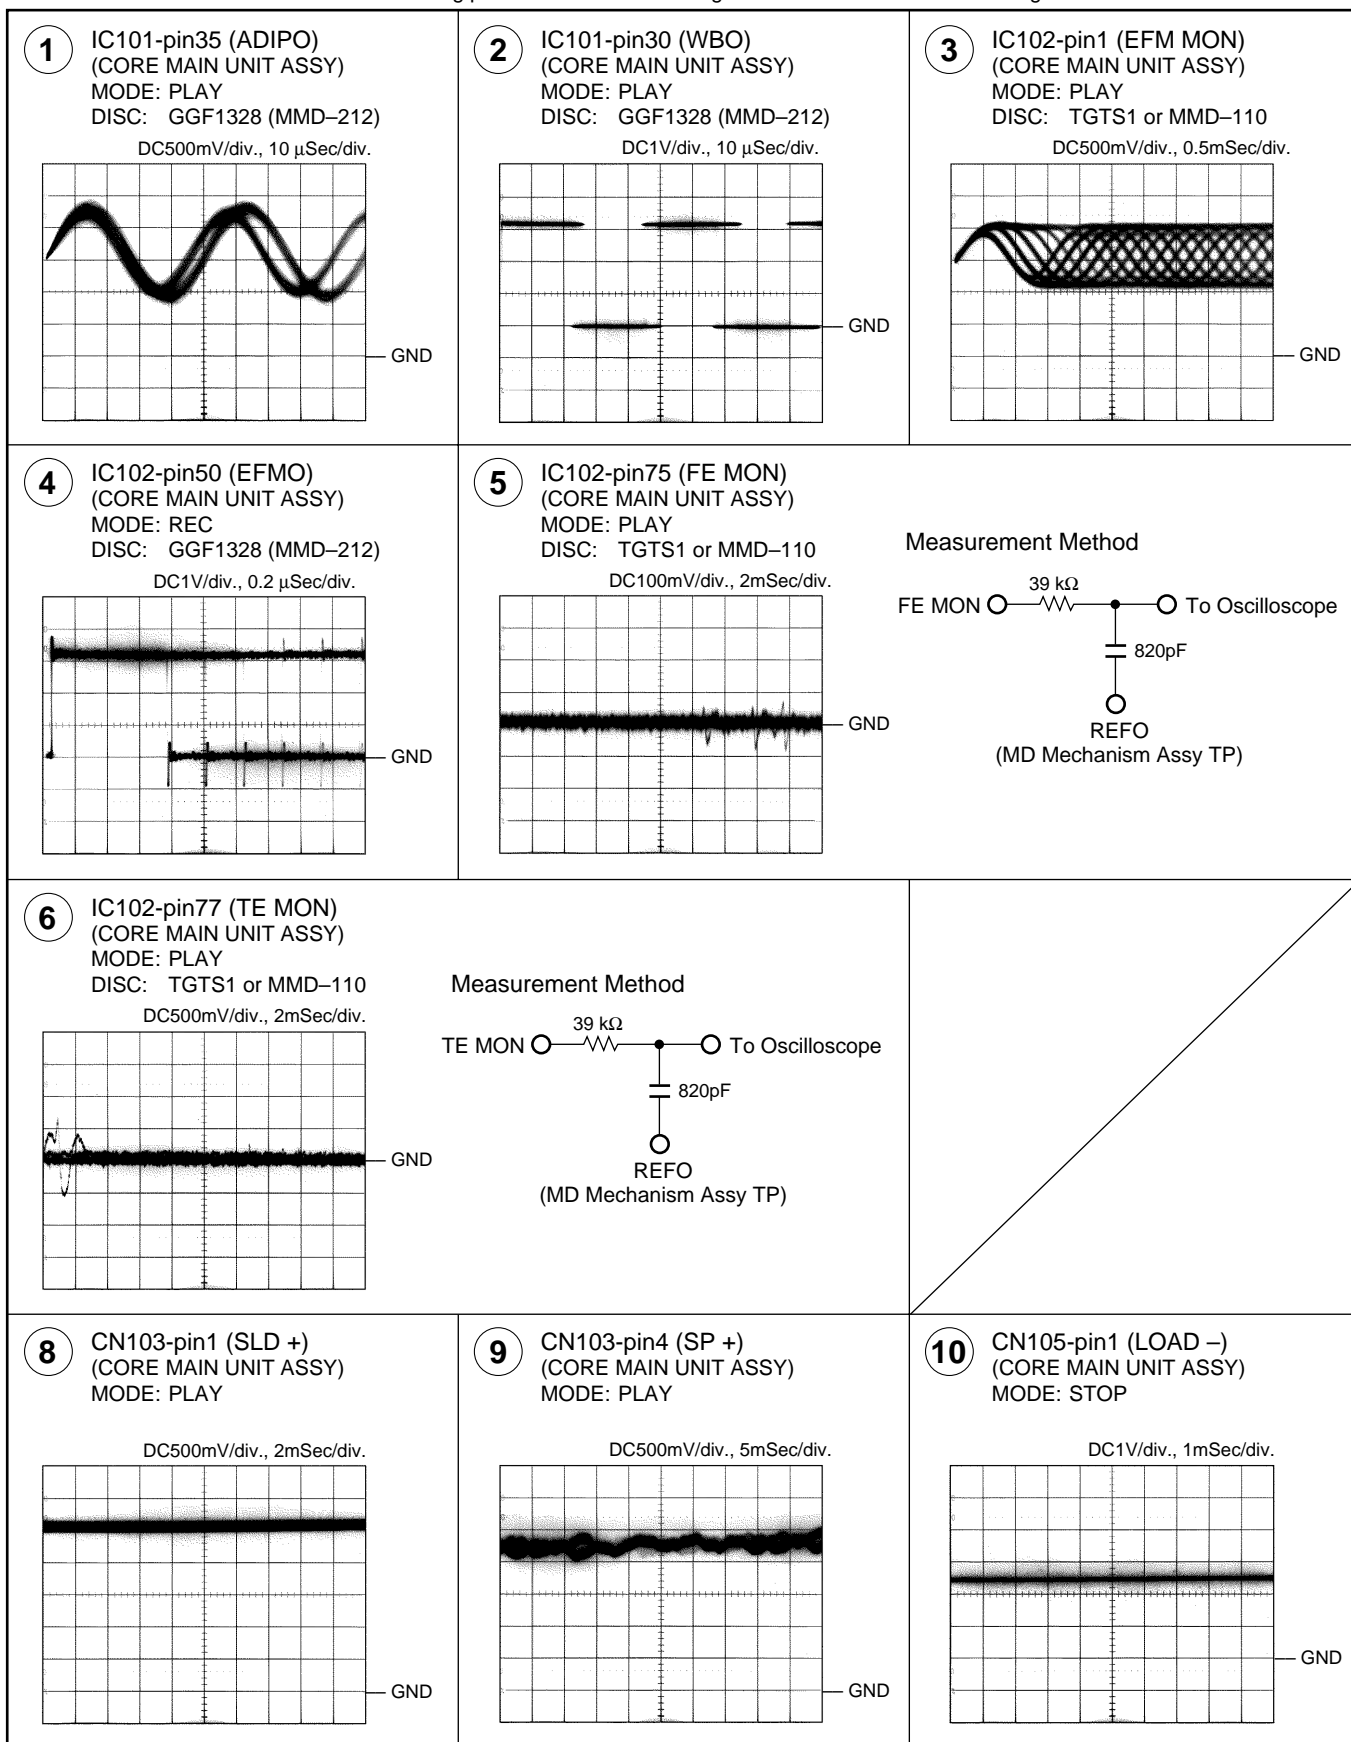 1
IC101-pin35 (ADIPO)
(CORE MAIN UNIT ASSY)
MODE: PLAY
DISC: GGF1328 (MMD–212)
DC500mV/div., 10 µSec/div.
GND
2
IC101-pin30 (WBO)
(CORE MAIN UNIT ASSY)
MODE: PLAY
DISC: GGF1328 (MMD–212)
DC1V/div., 10 µSec/div.
GND
3
IC102-pin1 (EFM MON)
(CORE MAIN UNIT ASSY)
MODE: PLAY
DISC: TGTS1 or MMD–110
DC500mV/div., 0.5mSec/div.
GND
4
IC102-pin50 (EFMO)
(CORE MAIN UNIT ASSY)
MODE: REC
DISC: GGF1328 (MMD–212)
DC1V/div., 0.2 µSec/div.
GND
5
IC102-pin75 (FE MON)
(CORE MAIN UNIT ASSY)
MODE: PLAY
DISC: TGTS1 or MMD–110
DC100mV/div., 2mSec/div.
GND
Measurement Method
39 kΩ
FE MON
To Oscilloscope
820pF
REFO
(MD Mechanism Assy TP)
6
IC102-pin77 (TE MON)
(CORE MAIN UNIT ASSY)
MODE: PLAY
DISC: TGTS1 or MMD–110
DC500mV/div., 2mSec/div.
GND
Measurement Method
39 kΩ
TE MON
To Oscilloscope
820pF
REFO
(MD Mechanism Assy TP)
8
CN103-pin1 (SLD +)
(CORE MAIN UNIT ASSY)
MODE: PLAY
DC500mV/div., 2mSec/div.
GND
9
CN103-pin4 (SP +)
(CORE MAIN UNIT ASSY)
MODE: PLAY
DC500mV/div., 5mSec/div.
GND
10
CN105-pin1 (LOAD –)
(CORE MAIN UNIT ASSY)
MODE: STOP
DC1V/div., 1mSec/div.
GND